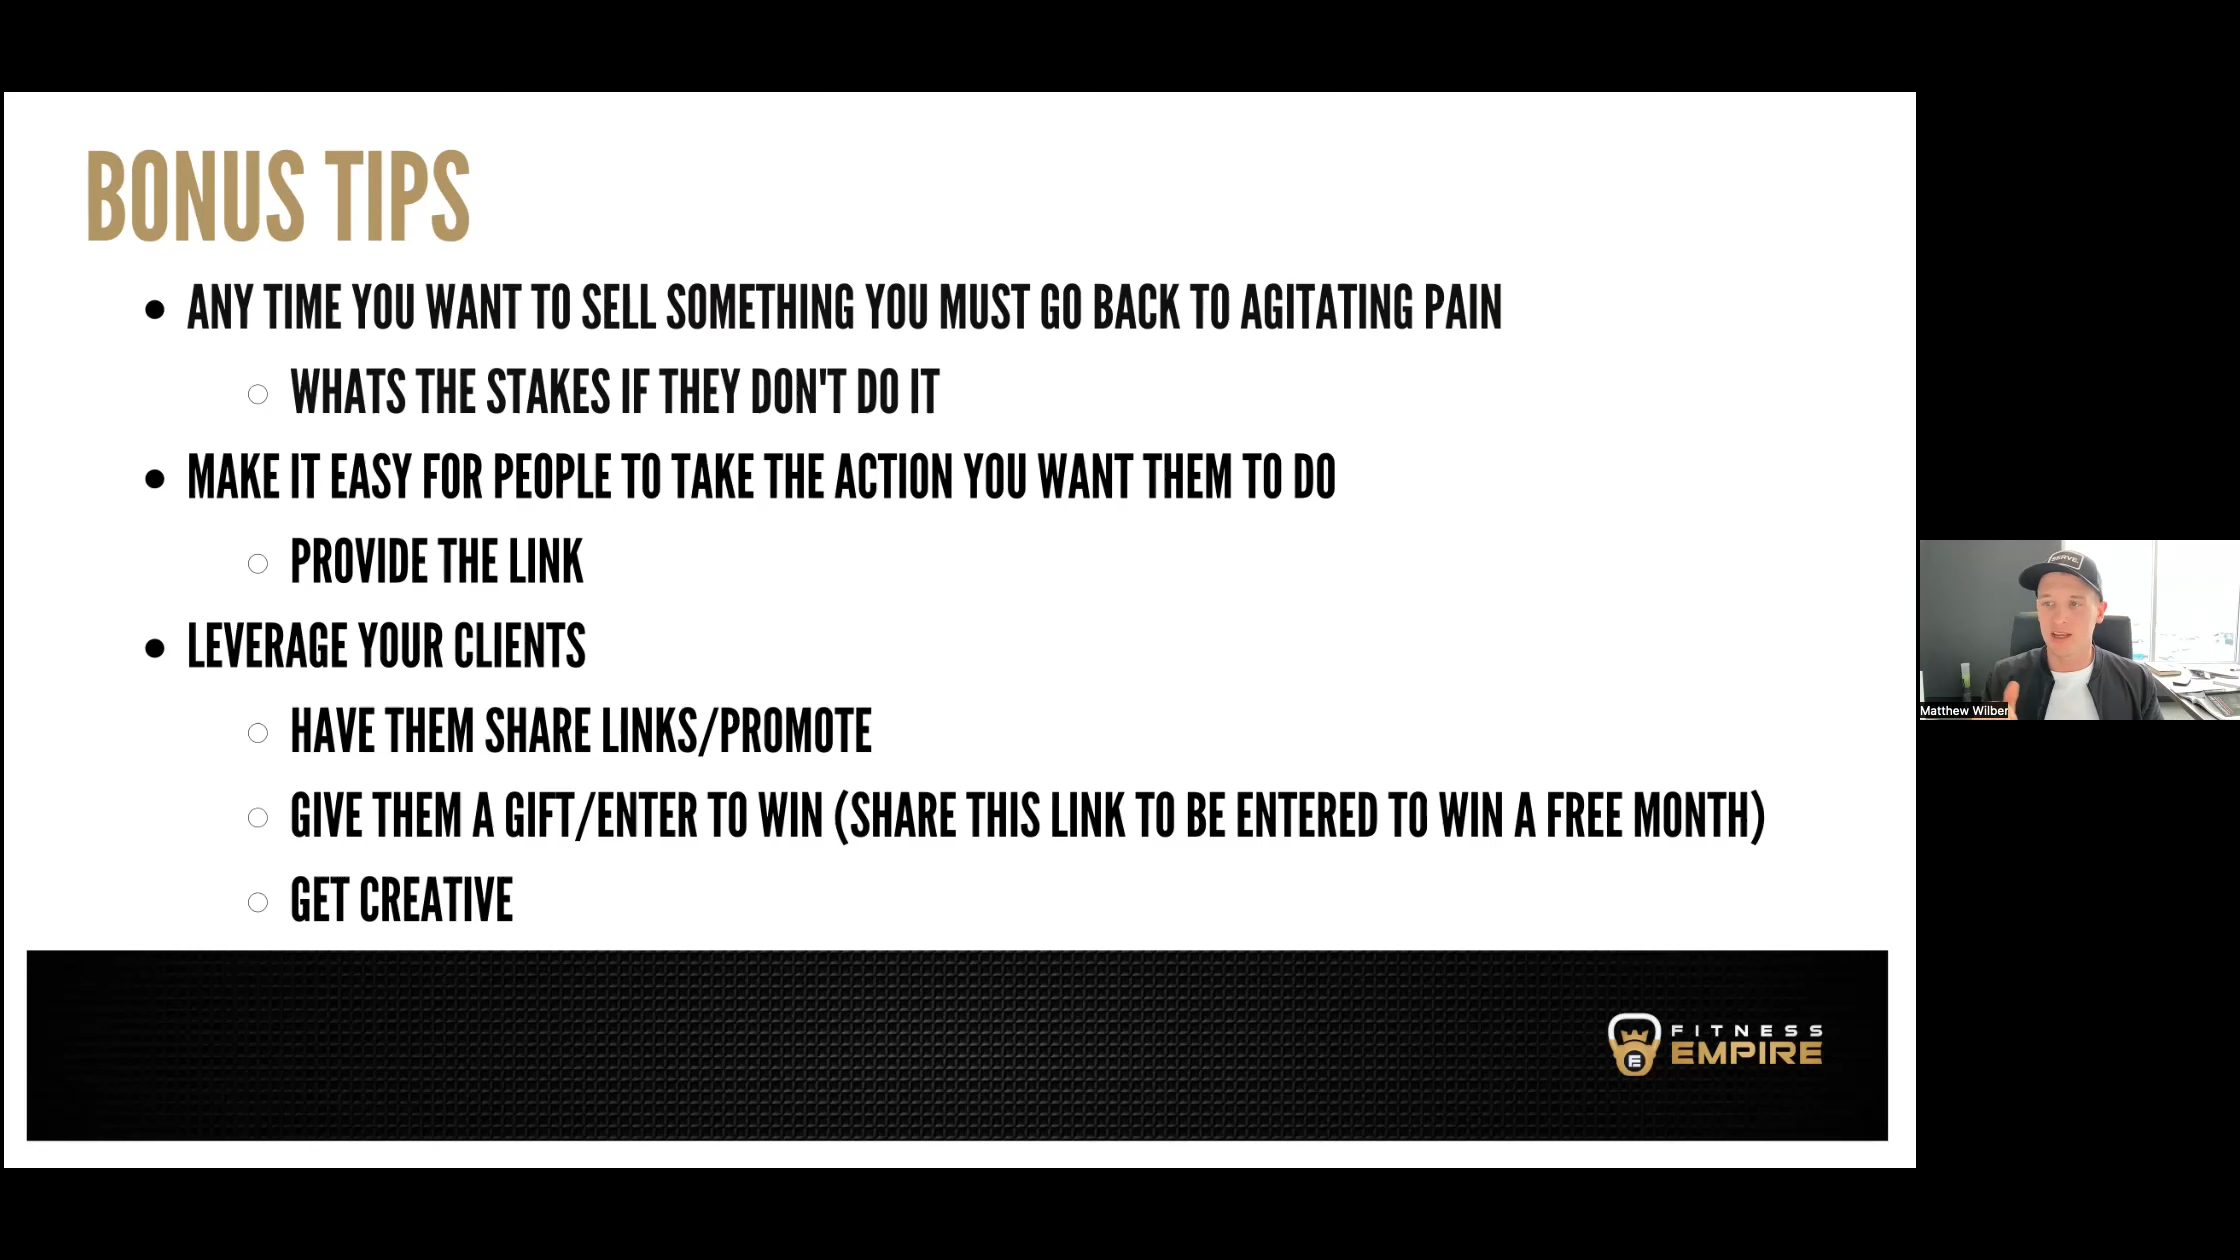 BONUS TIPS
ANY TIME YOU WANT TO SELL SOMETHING YOU MUST GO BACK TO AGITATING PAIN
WHATS THE STAKES IF THEY DON'T DO IT
MAKE IT EASY FOR PEOPLE TO TAKE THE ACTION YOU WANT THEM TO DO
PROVIDE THE LINK
LEVERAGE YOUR CLIENTS
HAVE THEM SHARE LINKS/PROMOTE
GIVE THEM A GIFT/ENTER TO WIN (SHARE THIS LINK TO BE ENTERED TO WIN A FREE MONTH)
GET CREATIVE
SERVE.
Matthew Wilber
FITNESS
EMPIRE
E